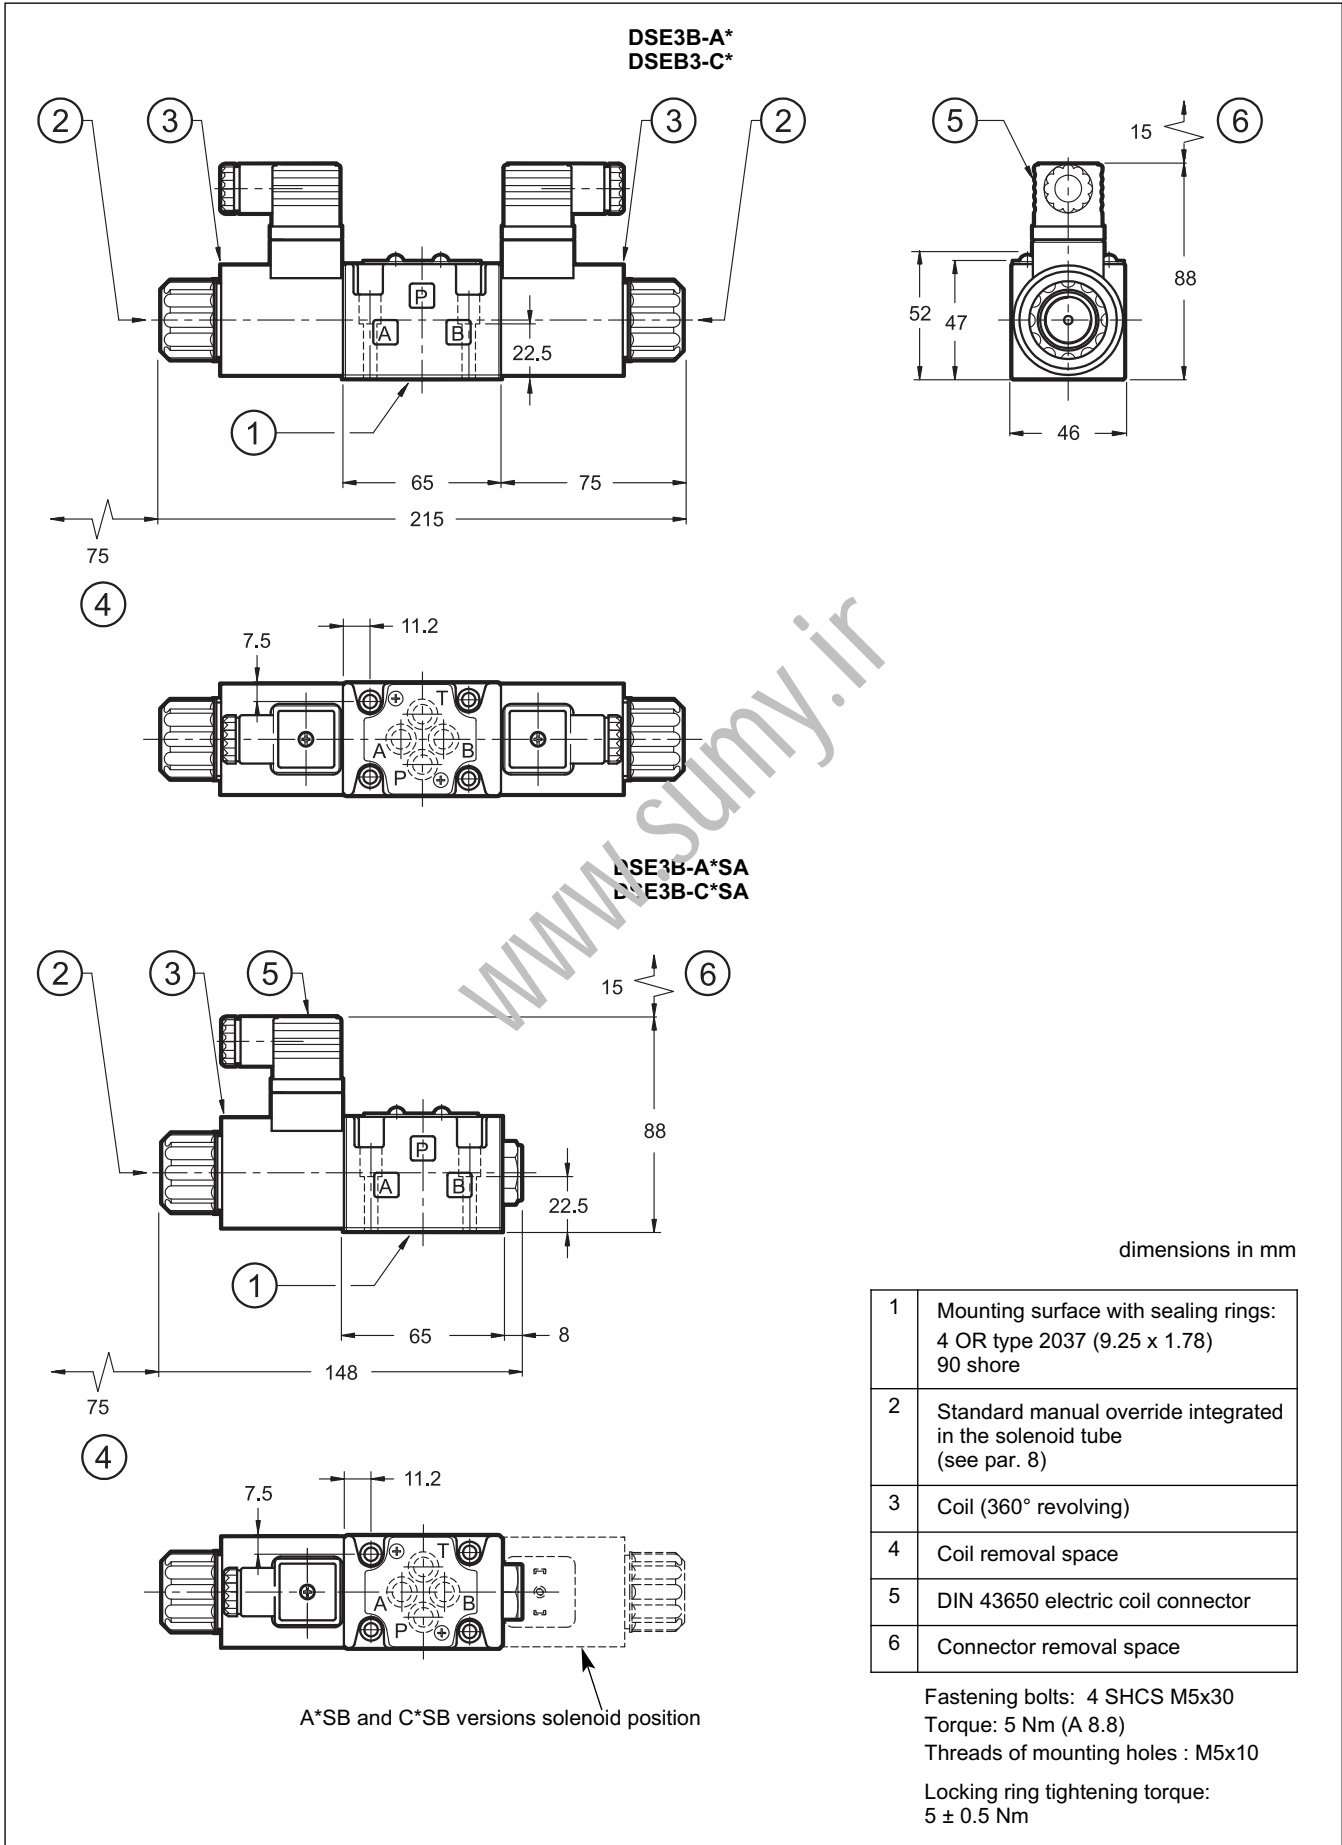 DSE3B-A*
DSEB3-C*
2
3
3
2
5
15
6
P
A
B
22.5
52
47
88
46
1
65
75
215
75
4
7.5
11.2
T
A
B
P
www.sumy.ir
DSE3B-A*SA
DSE3B-C*SA
2
3
5
15
6
P
A
B
88
22.5
1
65
8
148
75
4
7.5
11.2
T
A
B
P
A*SB and C*SB versions solenoid position
dimensions in mm
1 Mounting surface with sealing rings:
4 OR type 2037 (9.25 x 1.78)
90 shore
2 Standard manual override integrated
in the solenoid tube
(see par. 8)
3 Coil (360° revolving)
4 Coil removal space
5 DIN 43650 electric coil connector
6 Connector removal space
Fastening bolts: 4 SHCS M5x30
Torque: 5 Nm (A 8.8)
Threads of mounting holes : M5x10
Locking ring tightening torque:
5 ± 0.5 Nm